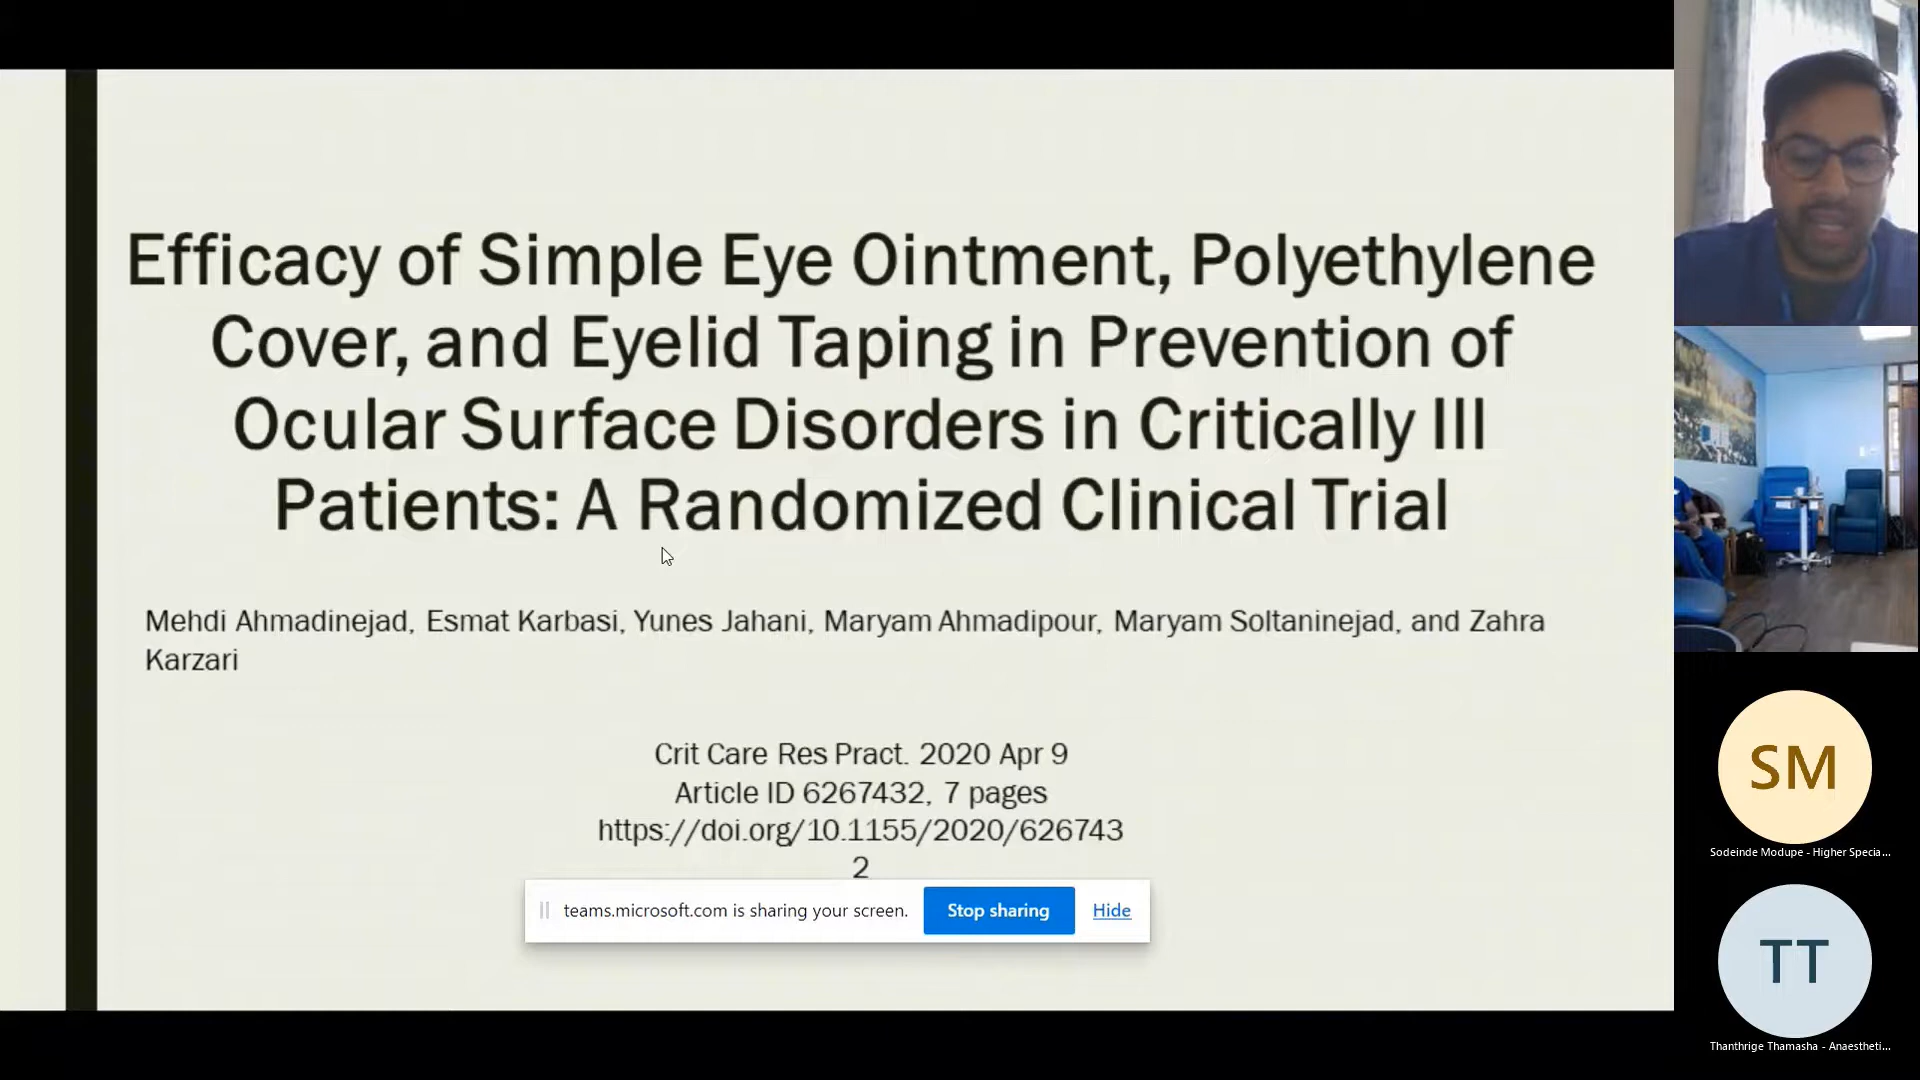 Efficacy of Simple Eye Ointment, Polyethylene
Cover, and Eyelid Taping in Prevention of
Ocular Surface Disorders in Critically Ill
Patients: A Randomized Clinical Trial
Mehdi Ahmadinejad, Esmat Karbasi, Yunes Jahani, Maryam Ahmadipour, Maryam Soltaninejad, and Zahra
Karzari
Crit Care Res Pract. 2020 Apr 9
Article ID 6267432, 7 pages
https://doi.org/10.1155/2020/626743
2
teams.microsoft.com is sharing your screen.
Stop sharing
Hide
SM
Sodeinde Modupe - Higher Specia...
TT
Thanthrige Thamasha - Anaestheti...